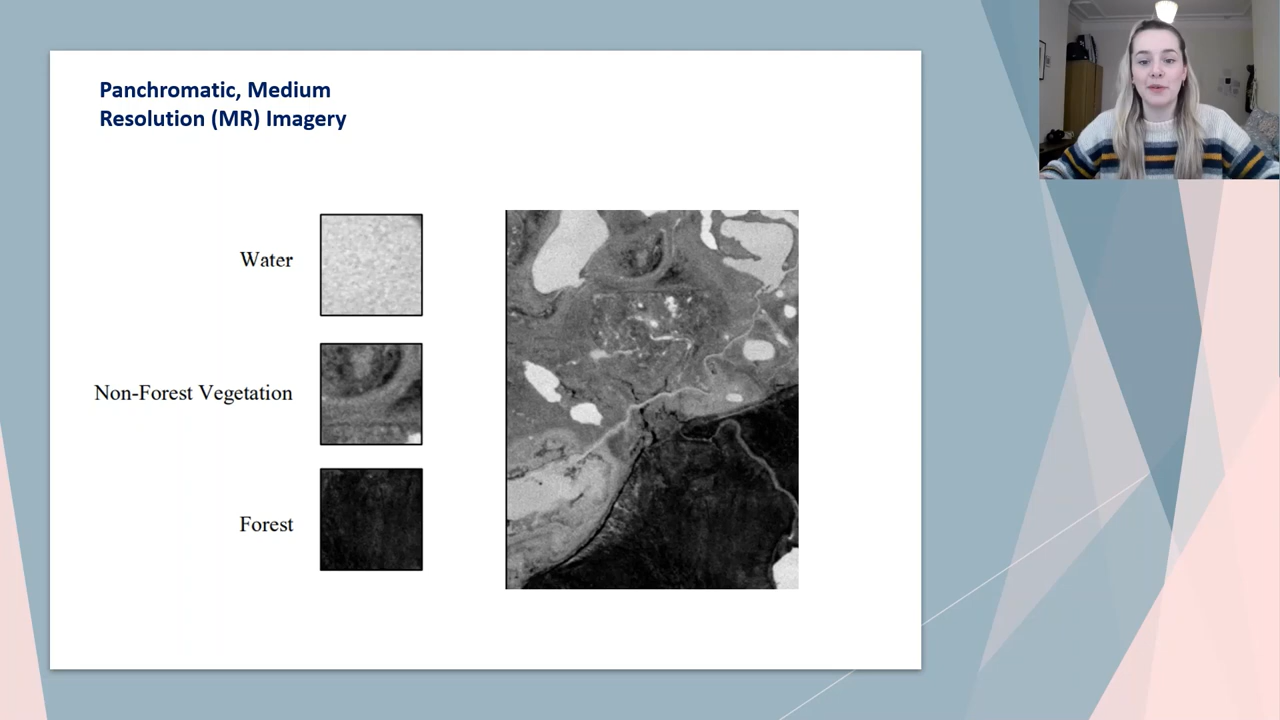 Panchromatic, Medium
Resolution (MR) Imagery
Water
Non-Forest Vegetation
Forest